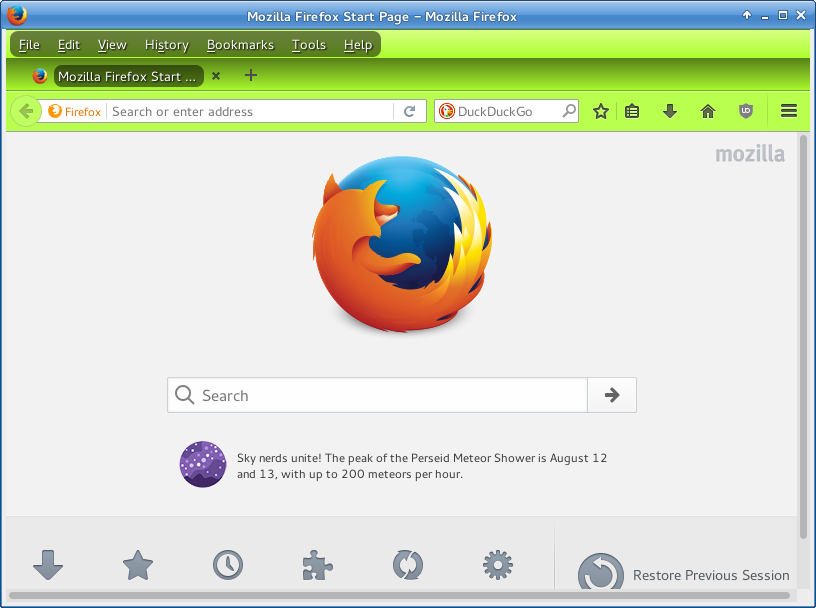 Mozilla Firefox Start Page – Mozilla Firefox
File Edit View History Bookmarks Tools Help
Mozilla Firefox Start ...
Firefox Search or enter address DuckDuckGo
mozilla
Search
Sky nerds unite! The peak of the Perseid Meteor Shower is August 12
and 13, with up to 200 meteors per hour.
Restore Previous Session